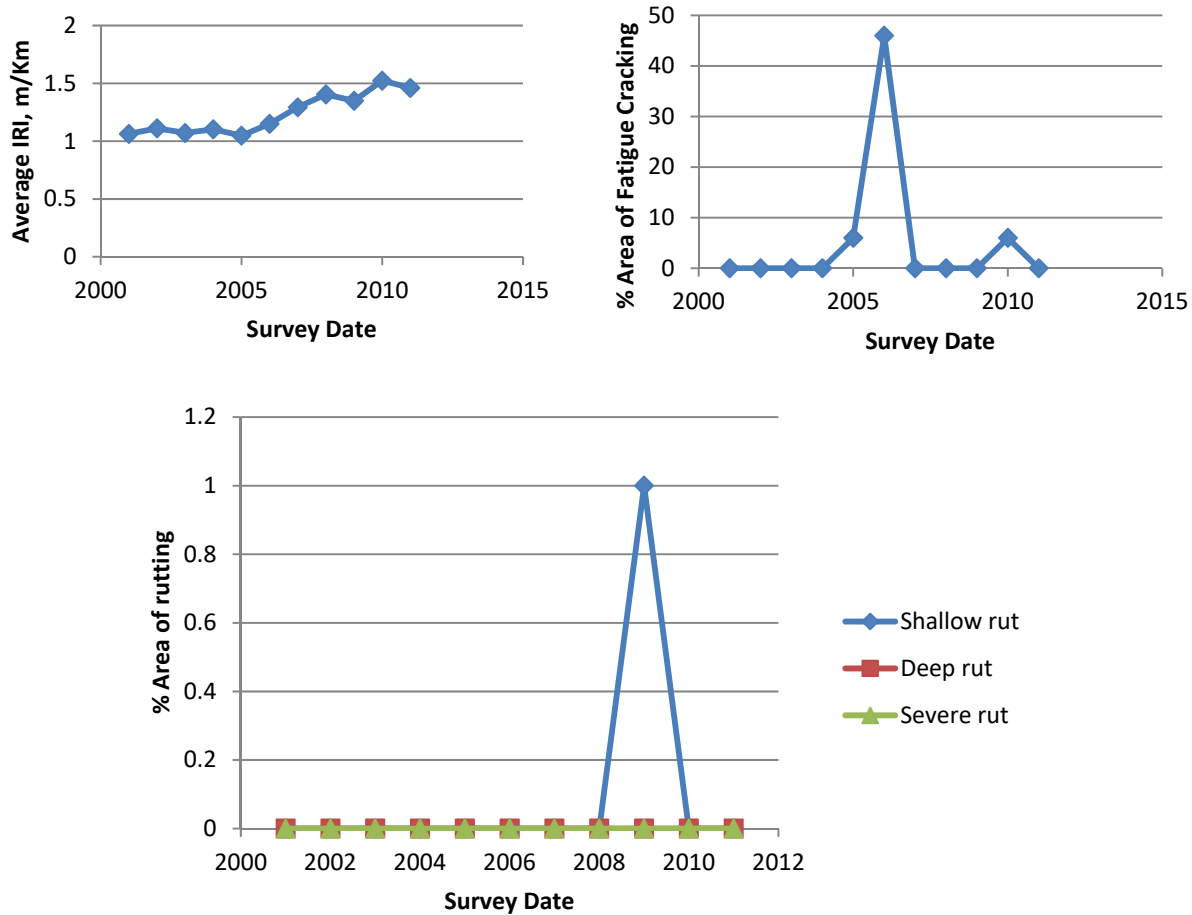 Average IRI, m/Km
2
1.5
1
0.5
0
2000 2005 2010 2015
Survey Date
% Area of Fatigue Cracking
50
40
30
20
10
0
2000 2005 2010 2015
Survey Date
% Area of rutting
1.2
1
0.8
0.6
0.4
0.2
0
2000 2002 2004 2006 2008 2010 2012
Survey Date
Shallow rut
Deep rut
Severe rut